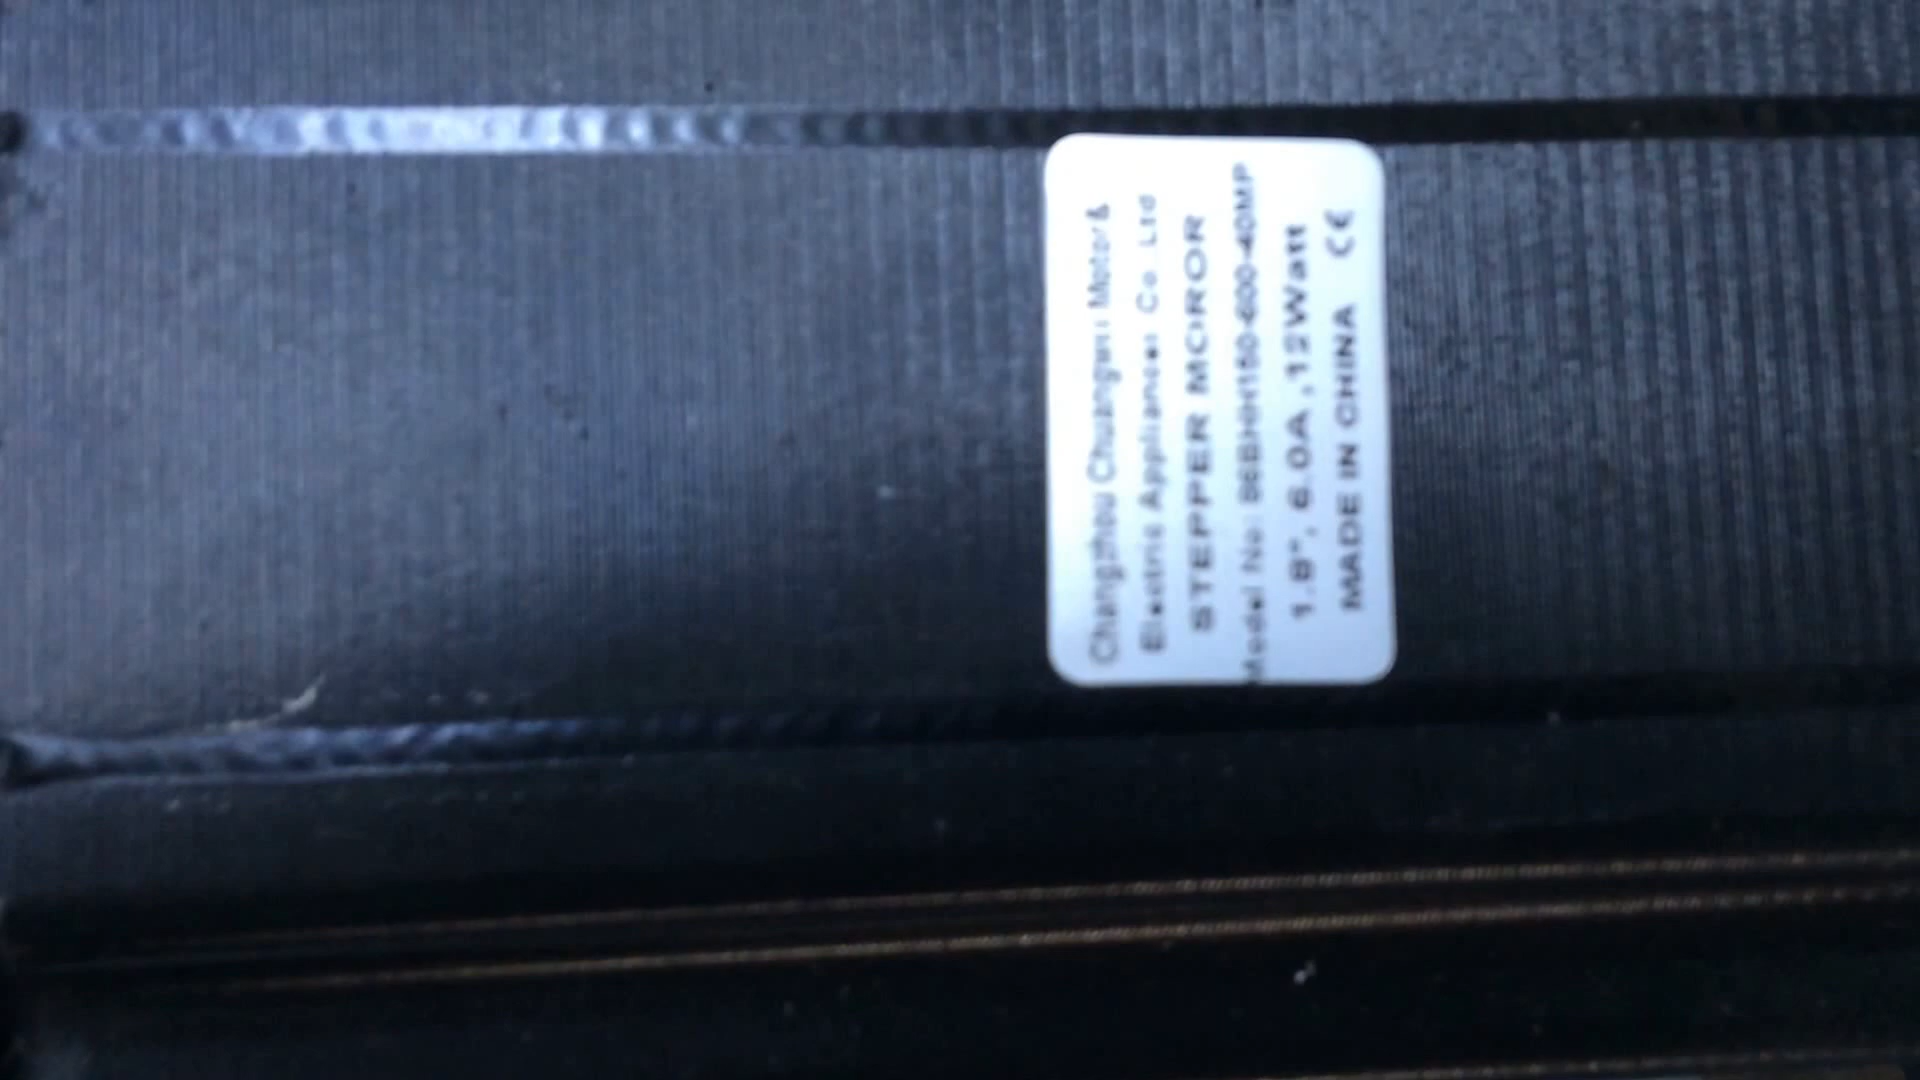 Changzhou Chuangwei Motor &
Electric Appliances Co., Ltd
STEPPER MOROR
Model No: 86BHH150-600-40MP
1.8°, 6.0A ,12Watt
MADE IN CHINA CE